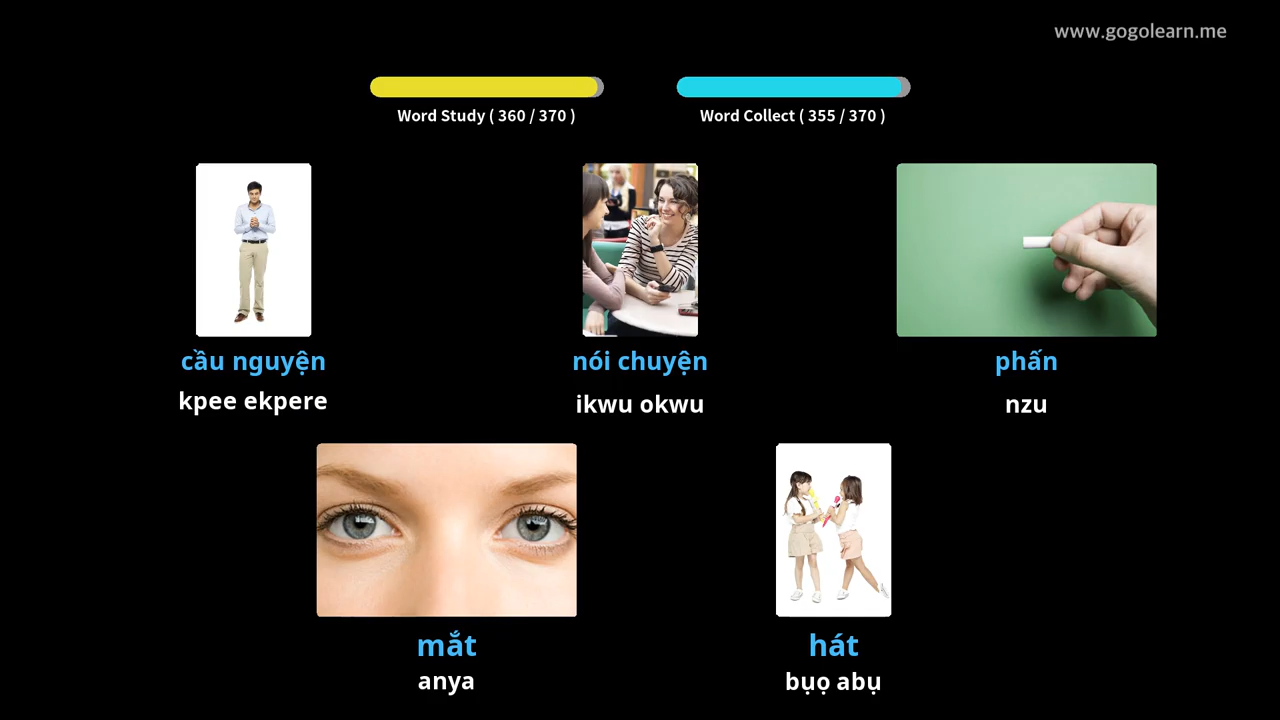 www.gogolearn.me
Word Study ( 360 / 370 )
Word Collect ( 355 / 370 )
cầu nguyện
kpee ekpere
nói chuyện
ikwu okwu
phấn
nzu
mắt
anya
hát
bụọ abụ